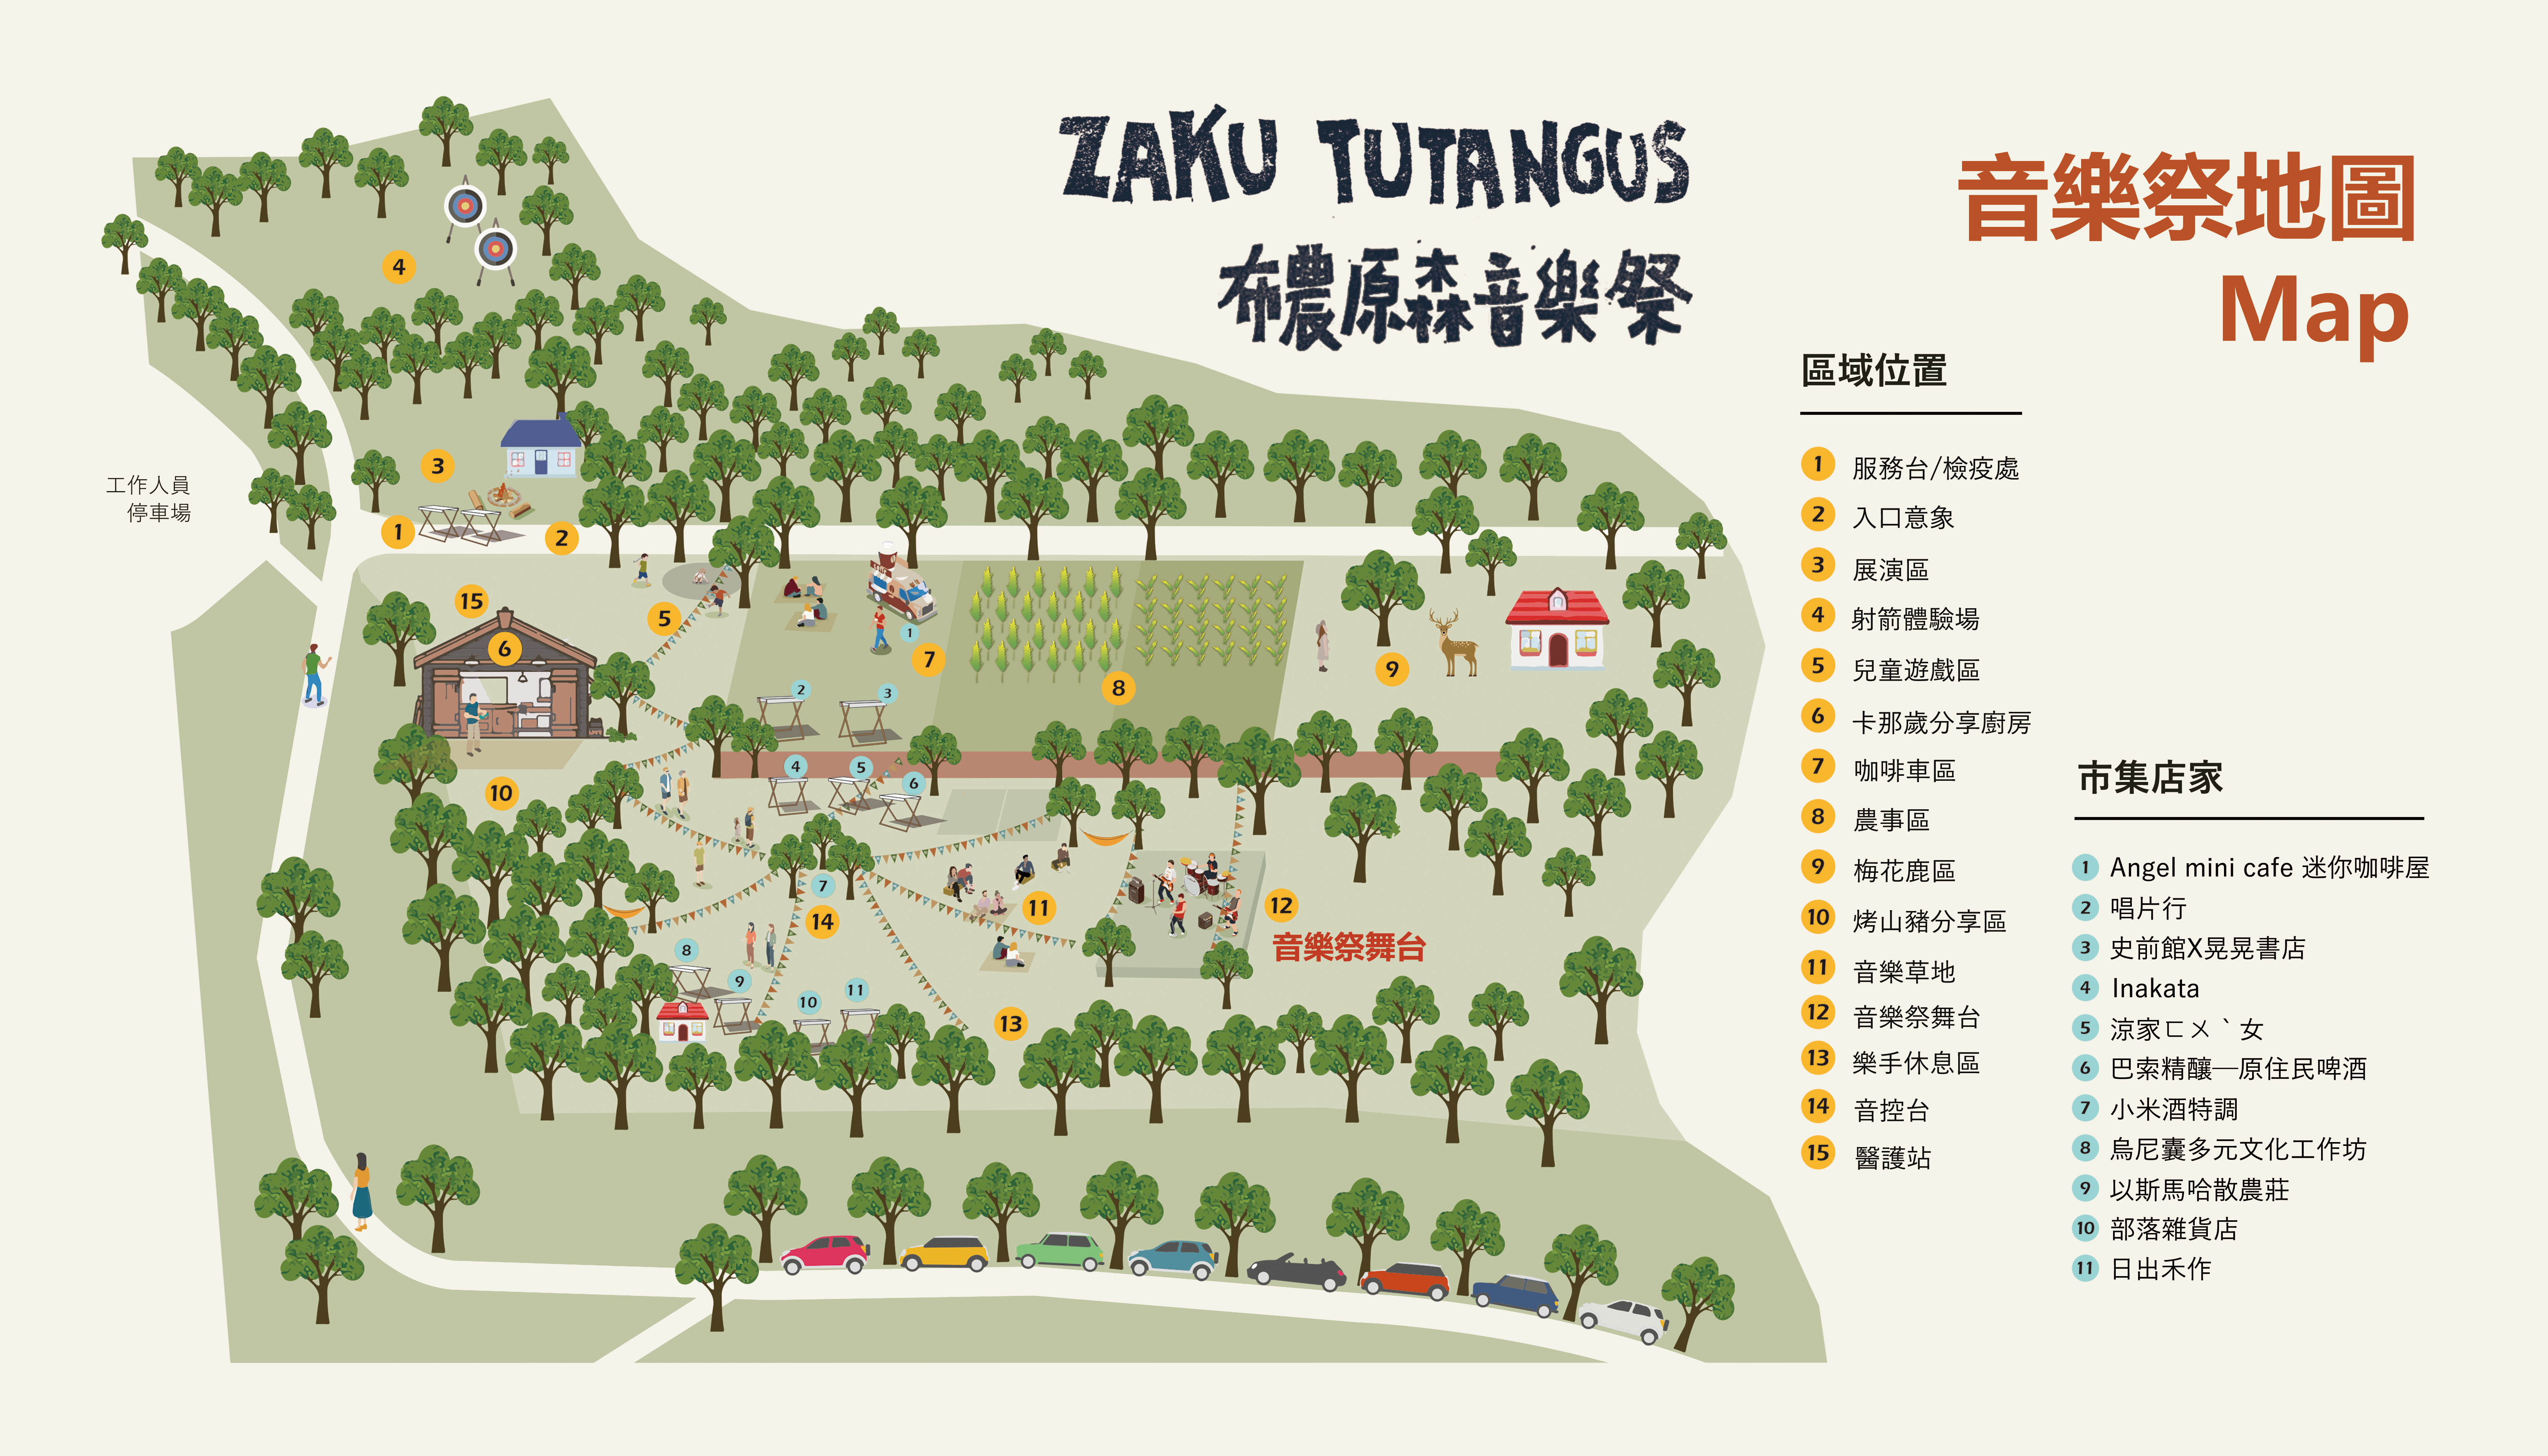 ZAKU TUTANGUS
布農原森音樂祭
音樂祭地圖
Map
區域位置
1 服務台/檢疫處
2 入口意象
3 展演區
4 射箭體驗場
5 兒童遊戲區
6 卡那歲分享廚房
7 咖啡車區
8 農事區
9 梅花鹿區
10 烤山豬分享區
11 音樂草地
12 音樂祭舞台
13 樂手休息區
14 音控台
15 醫護站
市集店家
1 Angel mini cafe 迷你咖啡屋
2 唱片行
3 史前館X晃晃書店
4 Inakata
5 涼家ㄈㄨˋ女
6 巴索精釀—原住民啤酒
7 小米酒特調
8 烏尼囊多元文化工作坊
9 以斯馬哈散農莊
10 部落雜貨店
11 日出禾作
4
3
工作人員
停車場
1
2
15
5
6
1
7
8
9
2
3
4
5
6
10
7
14
11
12
音樂祭舞台
8
9
10
11
13